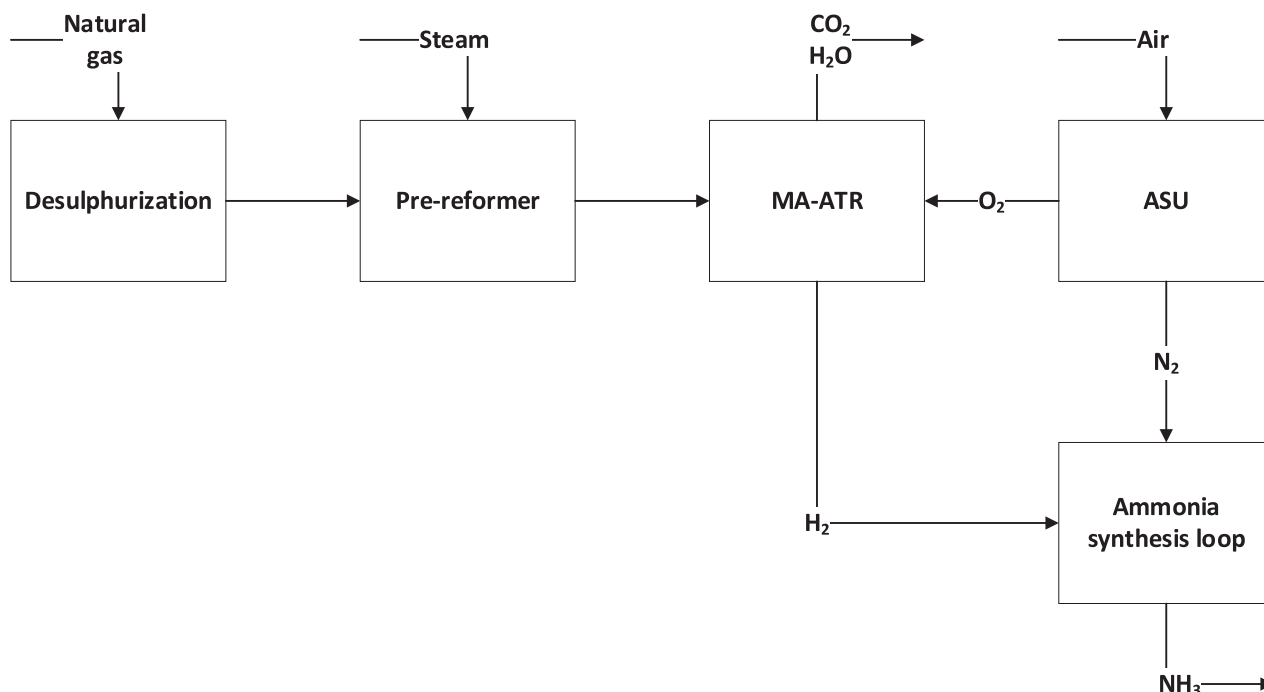 Natural
gas
Steam
CO₂
H₂O
Air
Desulphurization
Pre-reformer
MA-ATR
O₂
ASU
N₂
H₂
Ammonia
synthesis loop
NH₃